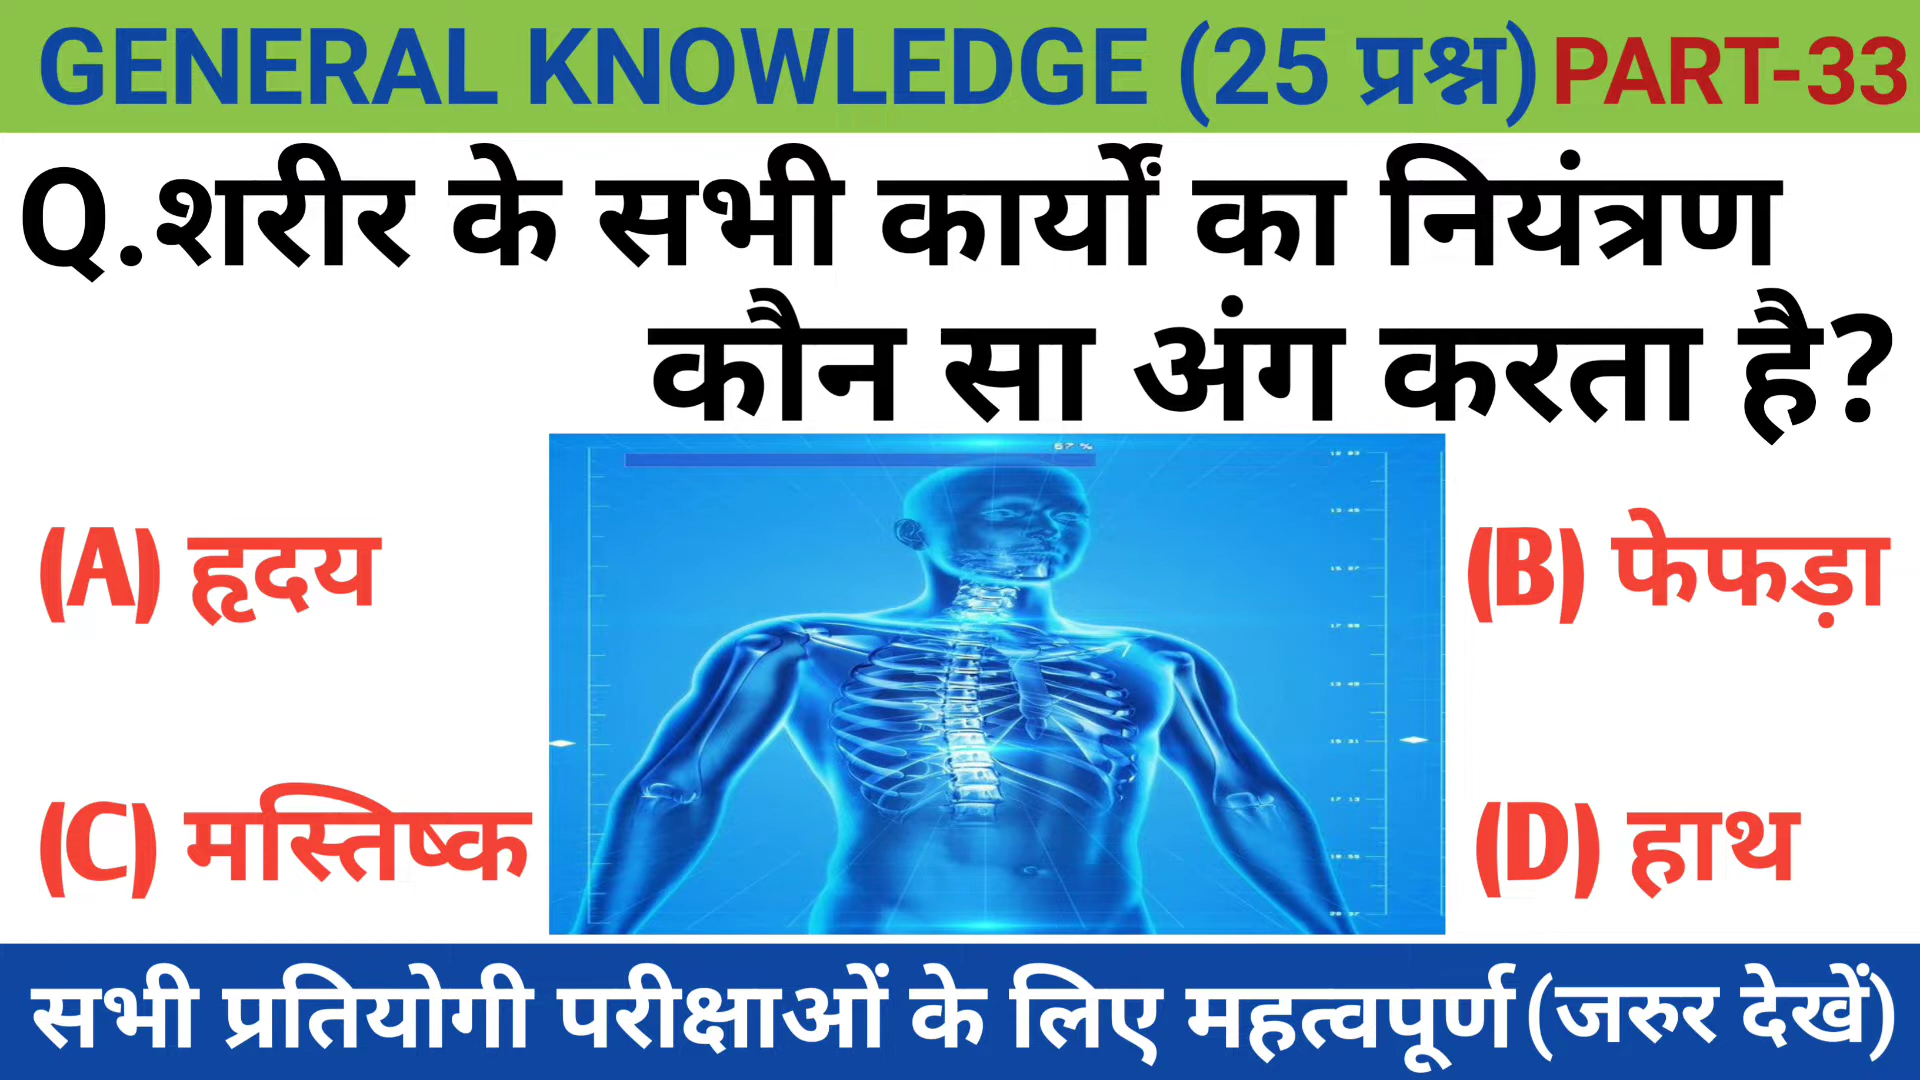 GENERAL KNOWLEDGE (25 प्रश्न) PART-33
Q.शरीर के सभी कार्यों का नियंत्रण
कौन सा अंग करता है?
57 %
(A) हृदय
(B) फेफड़ा
(C) मस्तिष्क
(D) हाथ
सभी प्रतियोगी परीक्षाओं के लिए महत्वपूर्ण (जरुर देखें)